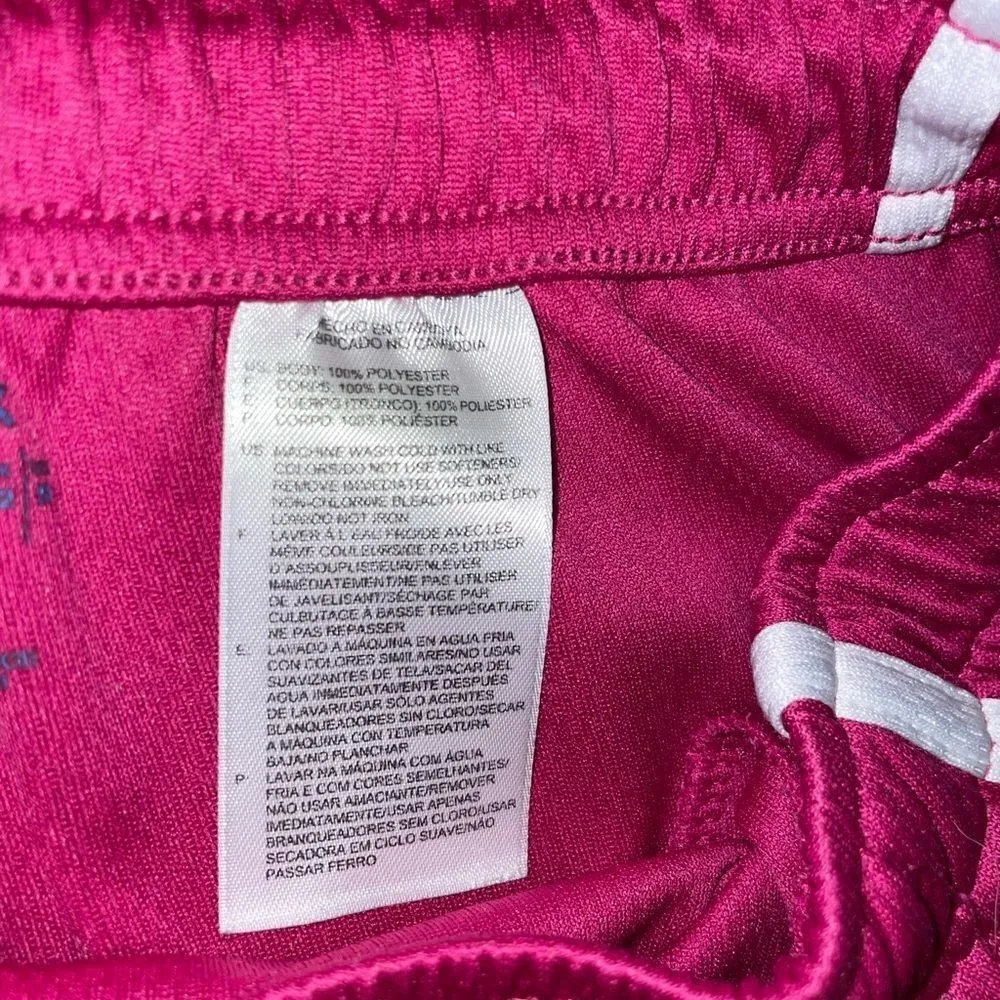 HECHO EN CAMBOYA
FABRICADO NO CAMBODIA
US: BODY: 100% POLYESTER
F: CORPS: 100% POLYESTER
E: CUERPO (TRONCO): 100% POLIESTER
P: CORPO: 100% POLIÉSTER
US: MACHINE WASH COLD WITH LIKE
COLORS/DO NOT USE SOFTENERS/
REMOVE IMMEDIATELY/USE ONLY
NON-CHLORINE BLEACH/TUMBLE DRY
LOW/DO NOT IRON
F: LAVER À L'EAU FROIDE AVEC LES
MÊME COULEURS/DE PAS UTILISER
D'ASSOUPLISSEUR/ENLEVER
IMMÉDIATEMENT/NE PAS UTILISER
DE JAVELISANT/SÉCHAGE PAR
CULBUTAGE À BASSE TEMPÉRATURE/
NE PAS REPASSER
E: LAVADO A MÁQUINA EN AGUA FRIA
CON COLORES SIMILARES/NO USAR
SUAVIZANTES DE TELA/SACAR DEL
AGUA INMEDIATAMENTE DESPUÉS
DE LAVAR/USAR SÓLO AGENTES
BLANQUEADORES SIN CLORO/SECAR
A MÁQUINA CON TEMPERATURA
BAJA/NO PLANCHAR
P: LAVAR NA MÁQUINA COM ÁGUA
FRIA E COM CORES SEMELHANTES/
NÃO USAR AMACIANTE/REMOVER
IMEDIATAMENTE/USAR APENAS
BRANQUEADORES SEM CLORO/USAR
SECADORA EM CICLO SUAVE/NÃO
PASSAR FERRO